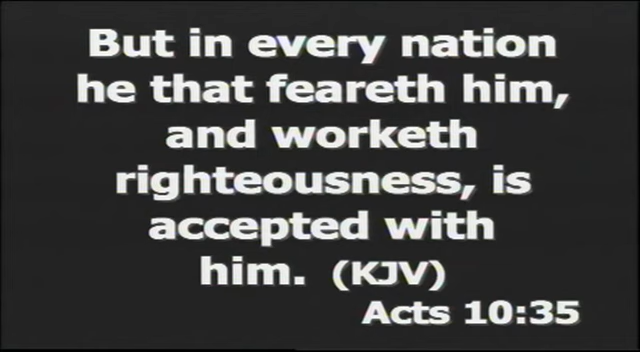 But in every nation
he that feareth him,
and worketh
righteousness, is
accepted with
him. (KJV)
Acts 10:35